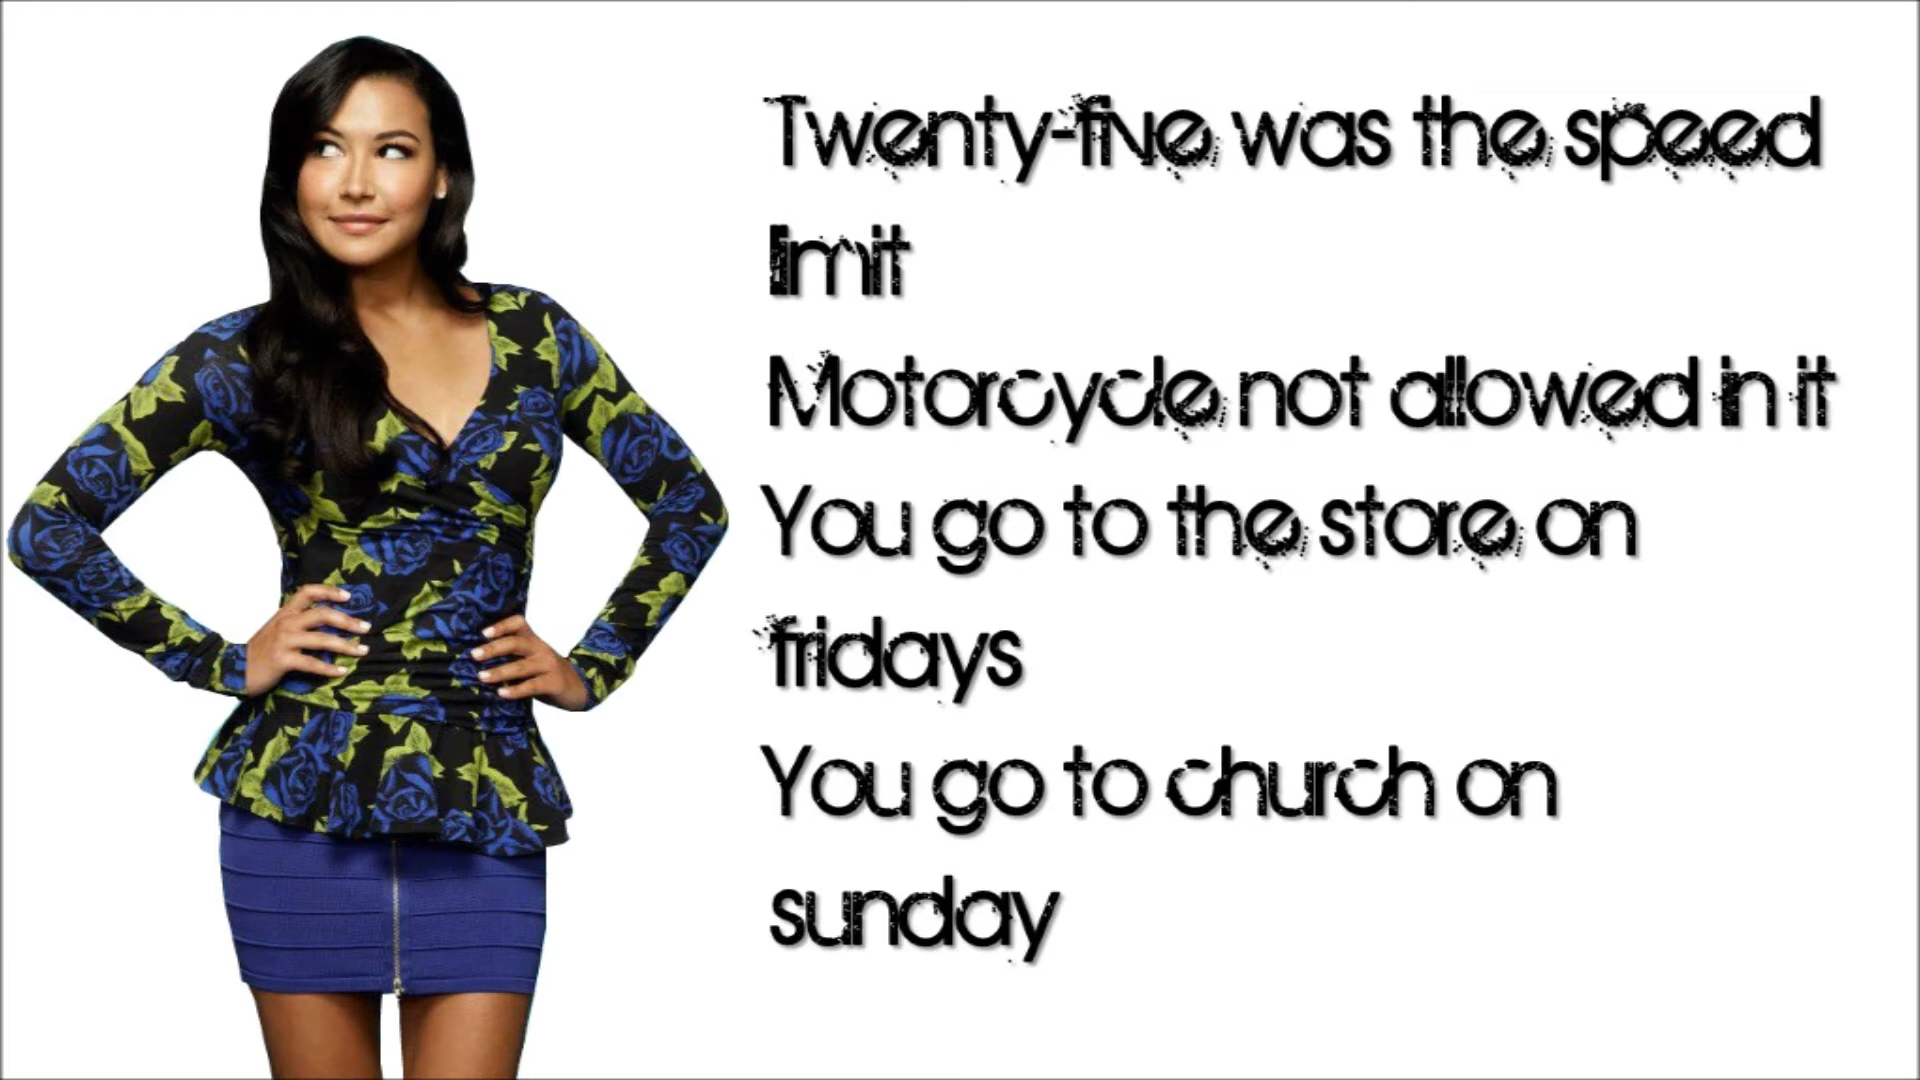 Twenty-five was the speed
limit
Motorcycle not allowed in it
You go to the store on
fridays
You go to church on
sunday